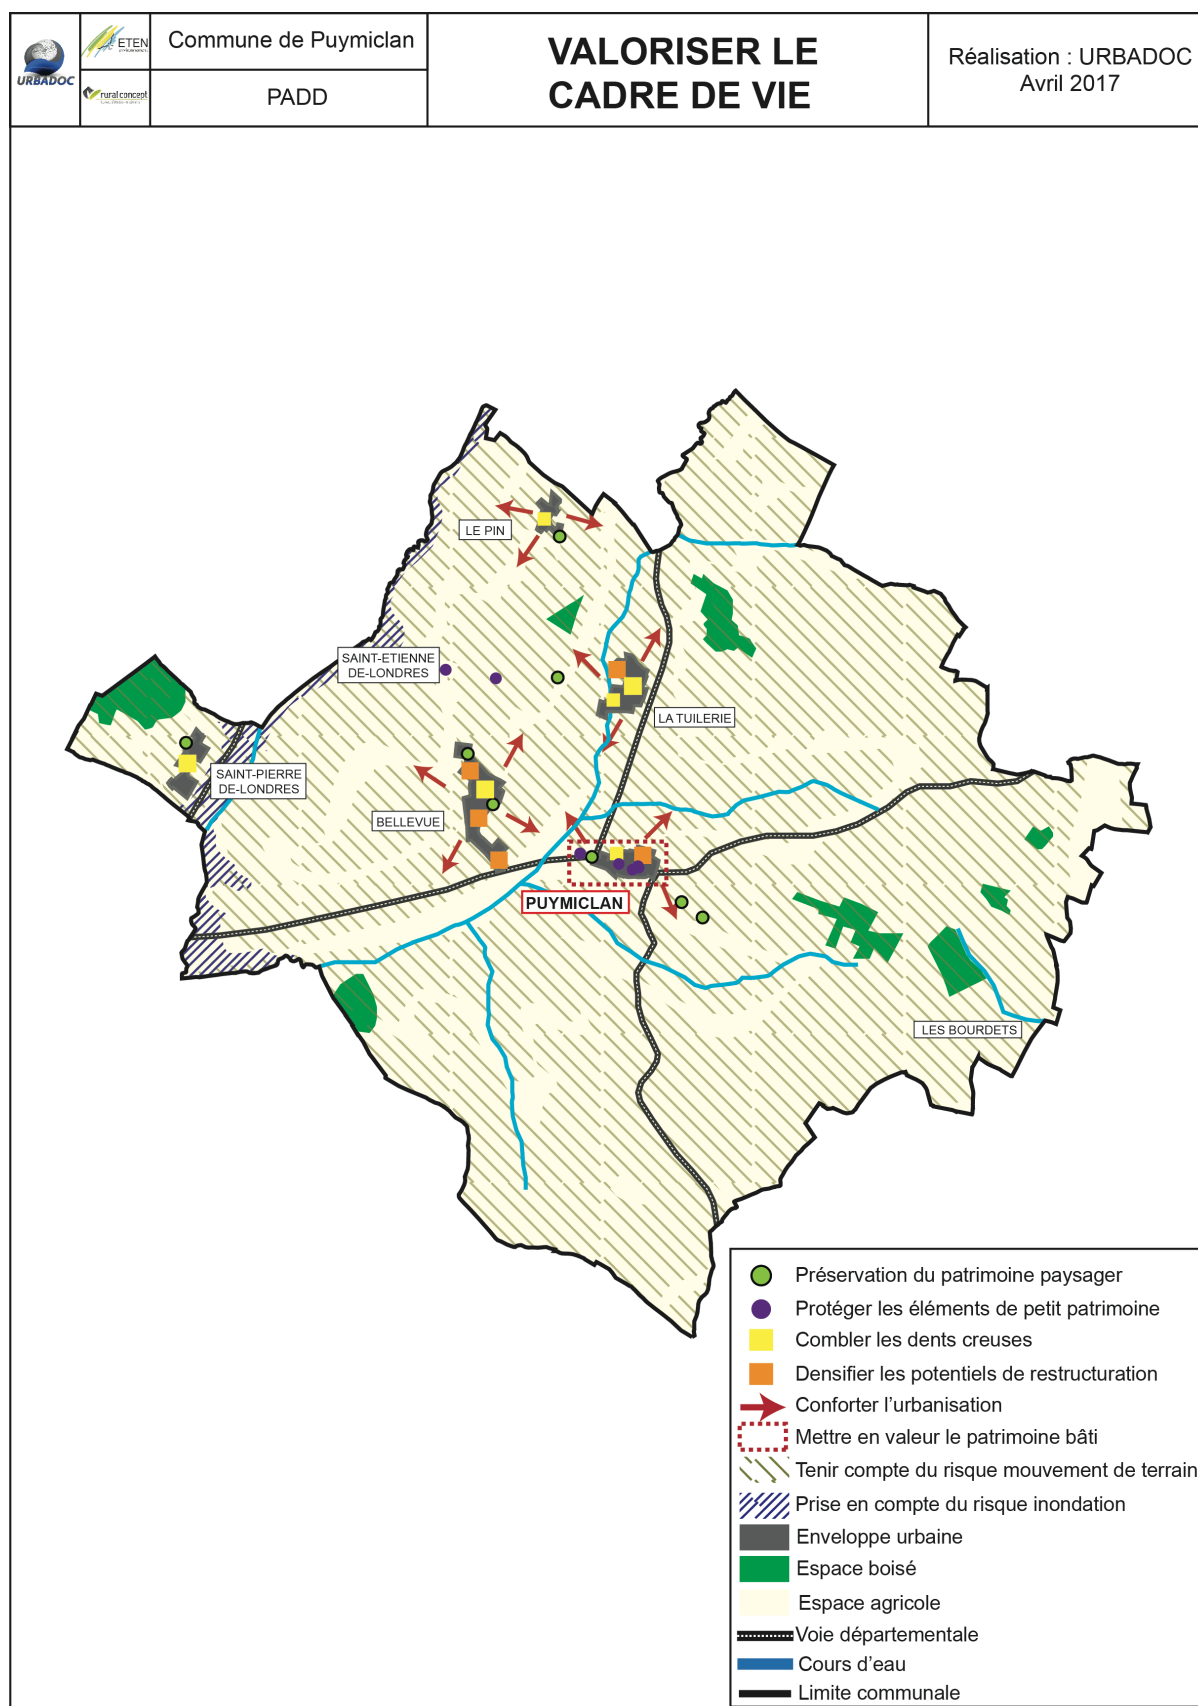 URBADOC
ETEN
rural concept
Commune de Puymiclan
PADD
VALORISER LE
CADRE DE VIE
Réalisation : URBADOC
Avril 2017
LE PIN
SAINT-ETIENNE
DE-LONDRES
LA TUILERIE
SAINT-PIERRE
DE-LONDRES
BELLEVUE
PUYMICLAN
LES BOURDETS
Préservation du patrimoine paysager
Protéger les éléments de petit patrimoine
Combler les dents creuses
Densifier les potentiels de restructuration
Conforter l'urbanisation
Mettre en valeur le patrimoine bâti
Tenir compte du risque mouvement de terrain
Prise en compte du risque inondation
Enveloppe urbaine
Espace boisé
Espace agricole
Voie départementale
Cours d'eau
Limite communale